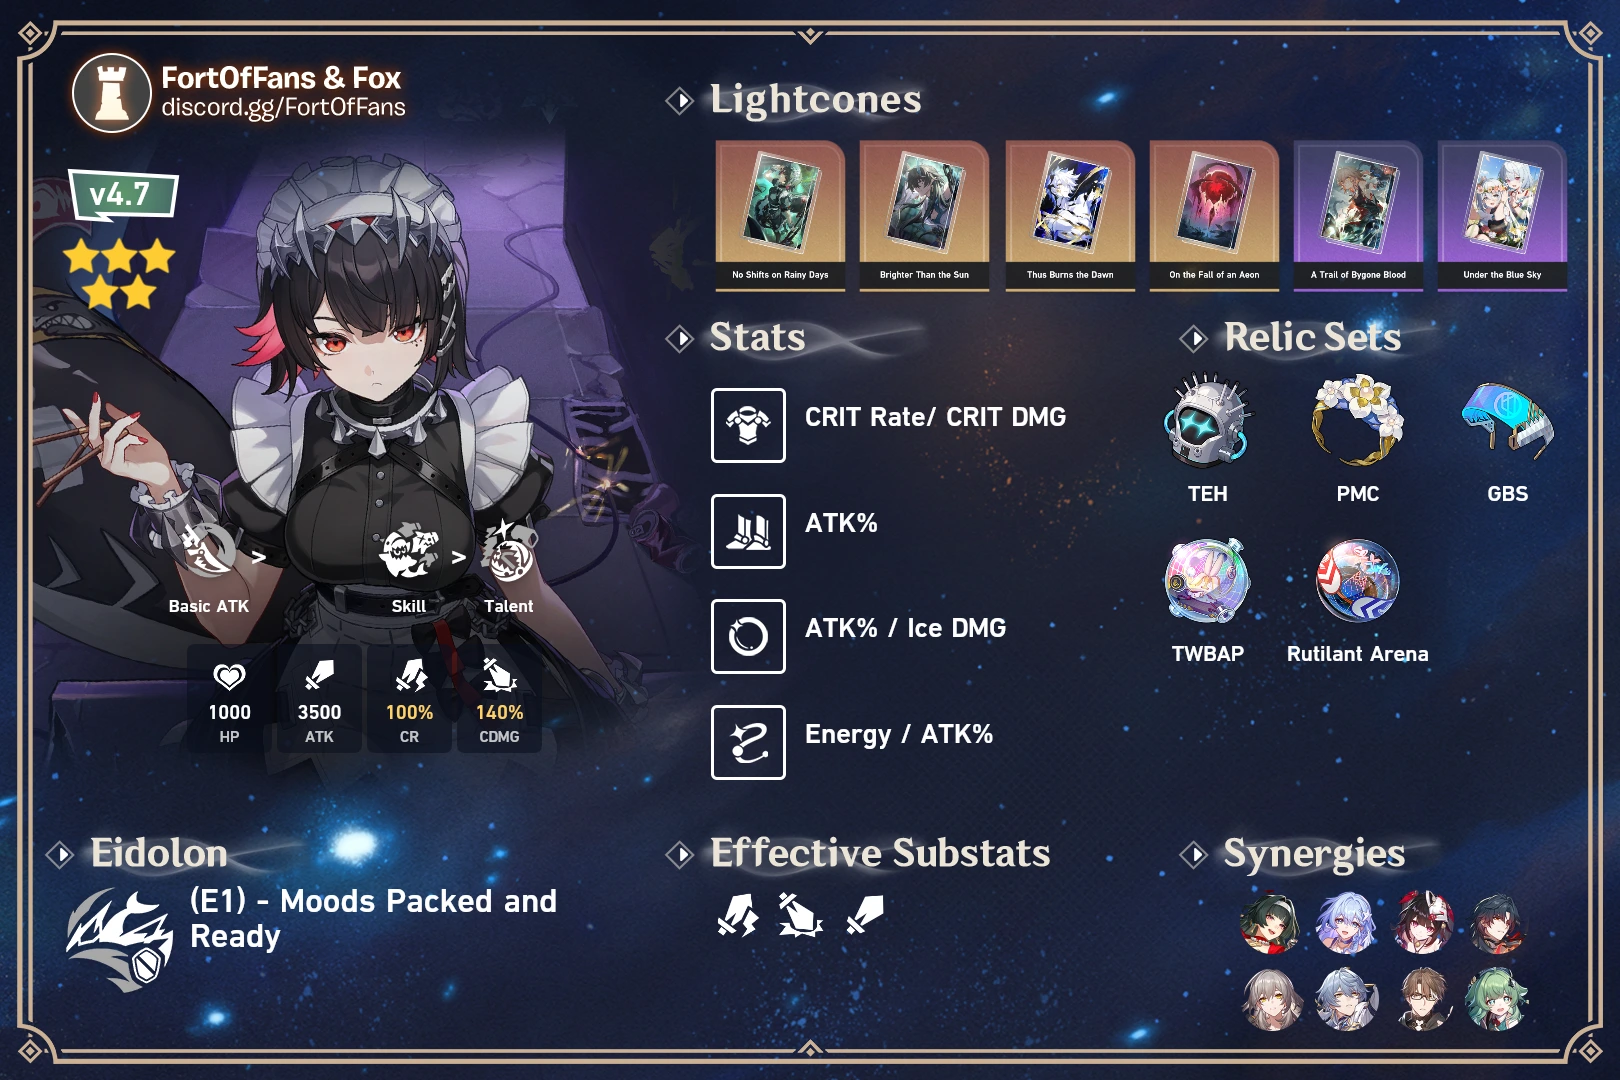 FortOfFans & Fox
discord.gg/FortOfFans
v4.7
Basic ATK
>
Skill
>
Talent
1000
HP
3500
ATK
100%
CR
140%
CDMG
Lightcones
No Shifts on Rainy Days
Brighter Than the Sun
Thus Burns the Dawn
On the Fall of an Aeon
A Trail of Bygone Blood
Under the Blue Sky
Stats
CRIT Rate/ CRIT DMG
ATK%
ATK% / Ice DMG
Energy / ATK%
Relic Sets
TEH
PMC
GBS
TWBAP
Rutilant Arena
Eidolon
(E1) - Moods Packed and
Ready
Effective Substats
Synergies